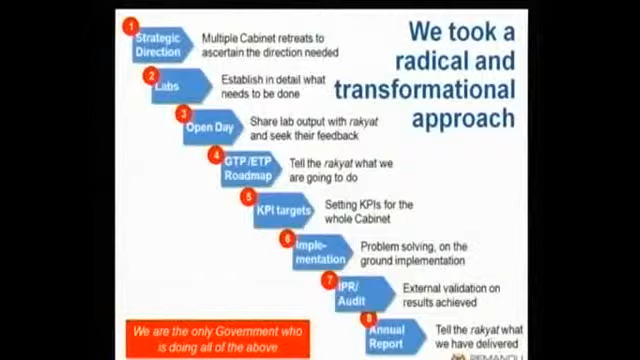 We took a
radical and
transformational
approach
1
Strategic
Direction
Multiple Cabinet retreats to
ascertain the direction needed
2
Labs
Establish in detail what
needs to be done
3
Open Day
Share lab output with rakyat
and seek their feedback
4
GTP/ETP
Roadmap
Tell the rakyat what we
are going to do
5
KPI targets
Setting KPIs for the
whole Cabinet
6
Imple-
mentation
Problem solving, on the
ground implementation
7
IPR/
Audit
External validation on
results achieved
8
Annual
Report
Tell the rakyat what
we have delivered
We are the only Government who
is doing all of the above
PEMANDU